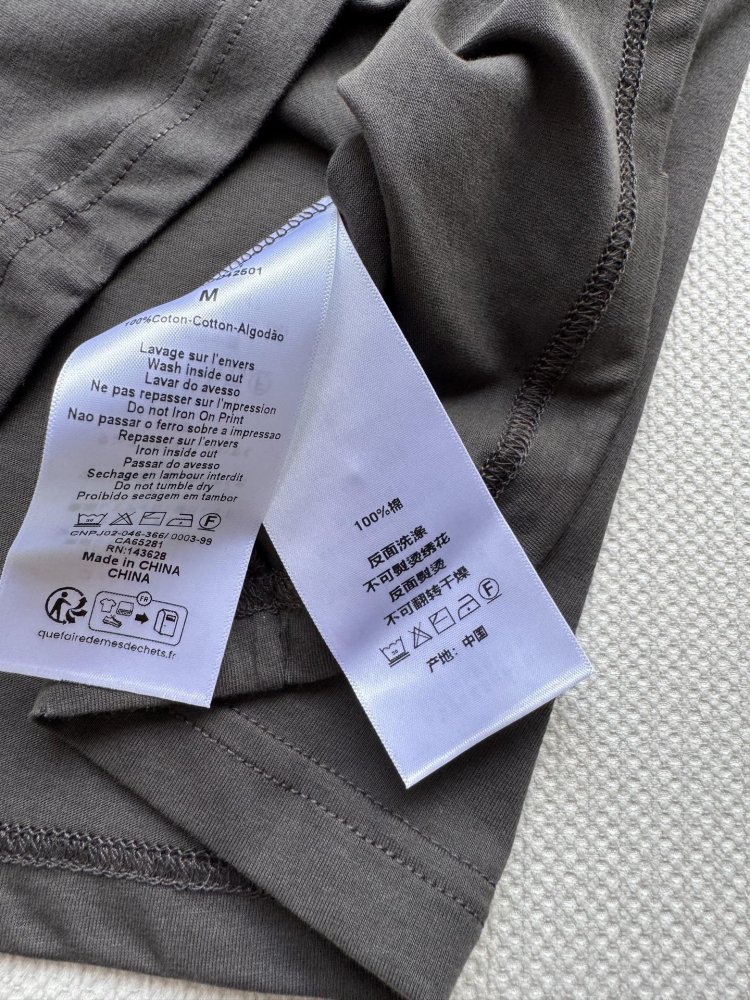 M
100%Coton-Cotton-Algodão
Lavage sur l'envers
Wash inside out
Lavar do avesso
Ne pas repasser sur l'mpression
Do not Iron On Print
Nao passar o ferro sobre a impressao
Repasser sur l'envers
Iron inside out
Passar do avesso
Sechage en lambour interdit
Do not tumble dry
Proibido secagem em tambor
CNPJ02-046-366/ 0003-99
CA65281
RN:143628
Made in CHINA
CHINA
FR
quefairedemesdechets.fr
100%棉
反面洗涤
不可熨烫绣花
反面熨烫
不可翻转干燥
产地: 中国